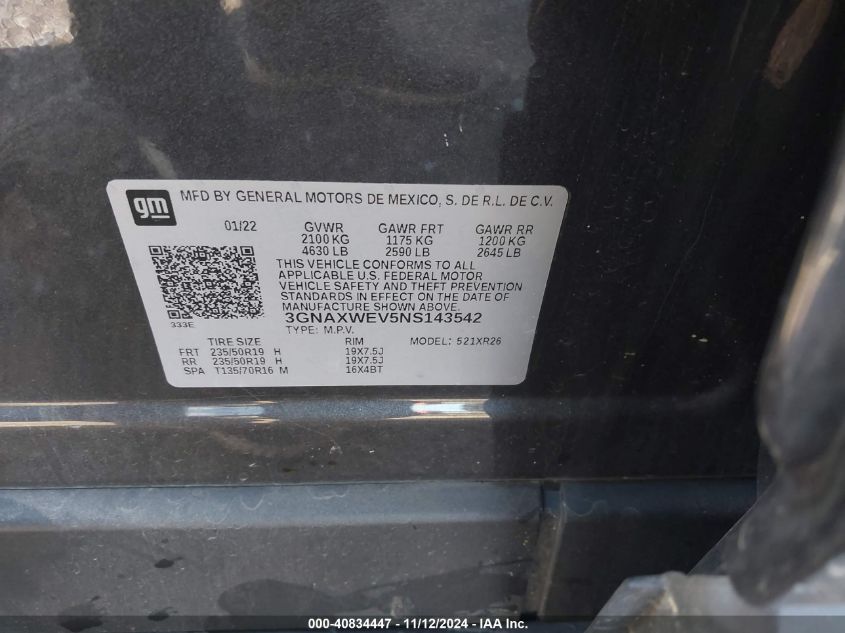 gm
MFD BY GENERAL MOTORS DE MEXICO, S. DE R.L. DE C.V.
01/22 GVWR GAWR FRT GAWR RR
2100 KG 1175 KG 1200 KG
4630 LB 2590 LB 2645 LB
THIS VEHICLE CONFORMS TO ALL
APPLICABLE U.S. FEDERAL MOTOR
VEHICLE SAFETY AND THEFT PREVENTION
STANDARDS IN EFFECT ON THE DATE OF
MANUFACTURE SHOWN ABOVE.
3GNAXWEV5NS143542
333E
TYPE: M.P.V.
TIRE SIZE RIM MODEL: 521XR26
FRT 235/50R19 H 19X7.5J
RR 235/50R19 H 19X7.5J
SPA T135/70R16 M 16X4BT
000-40834447 - 11/12/2024 - IAA Inc.